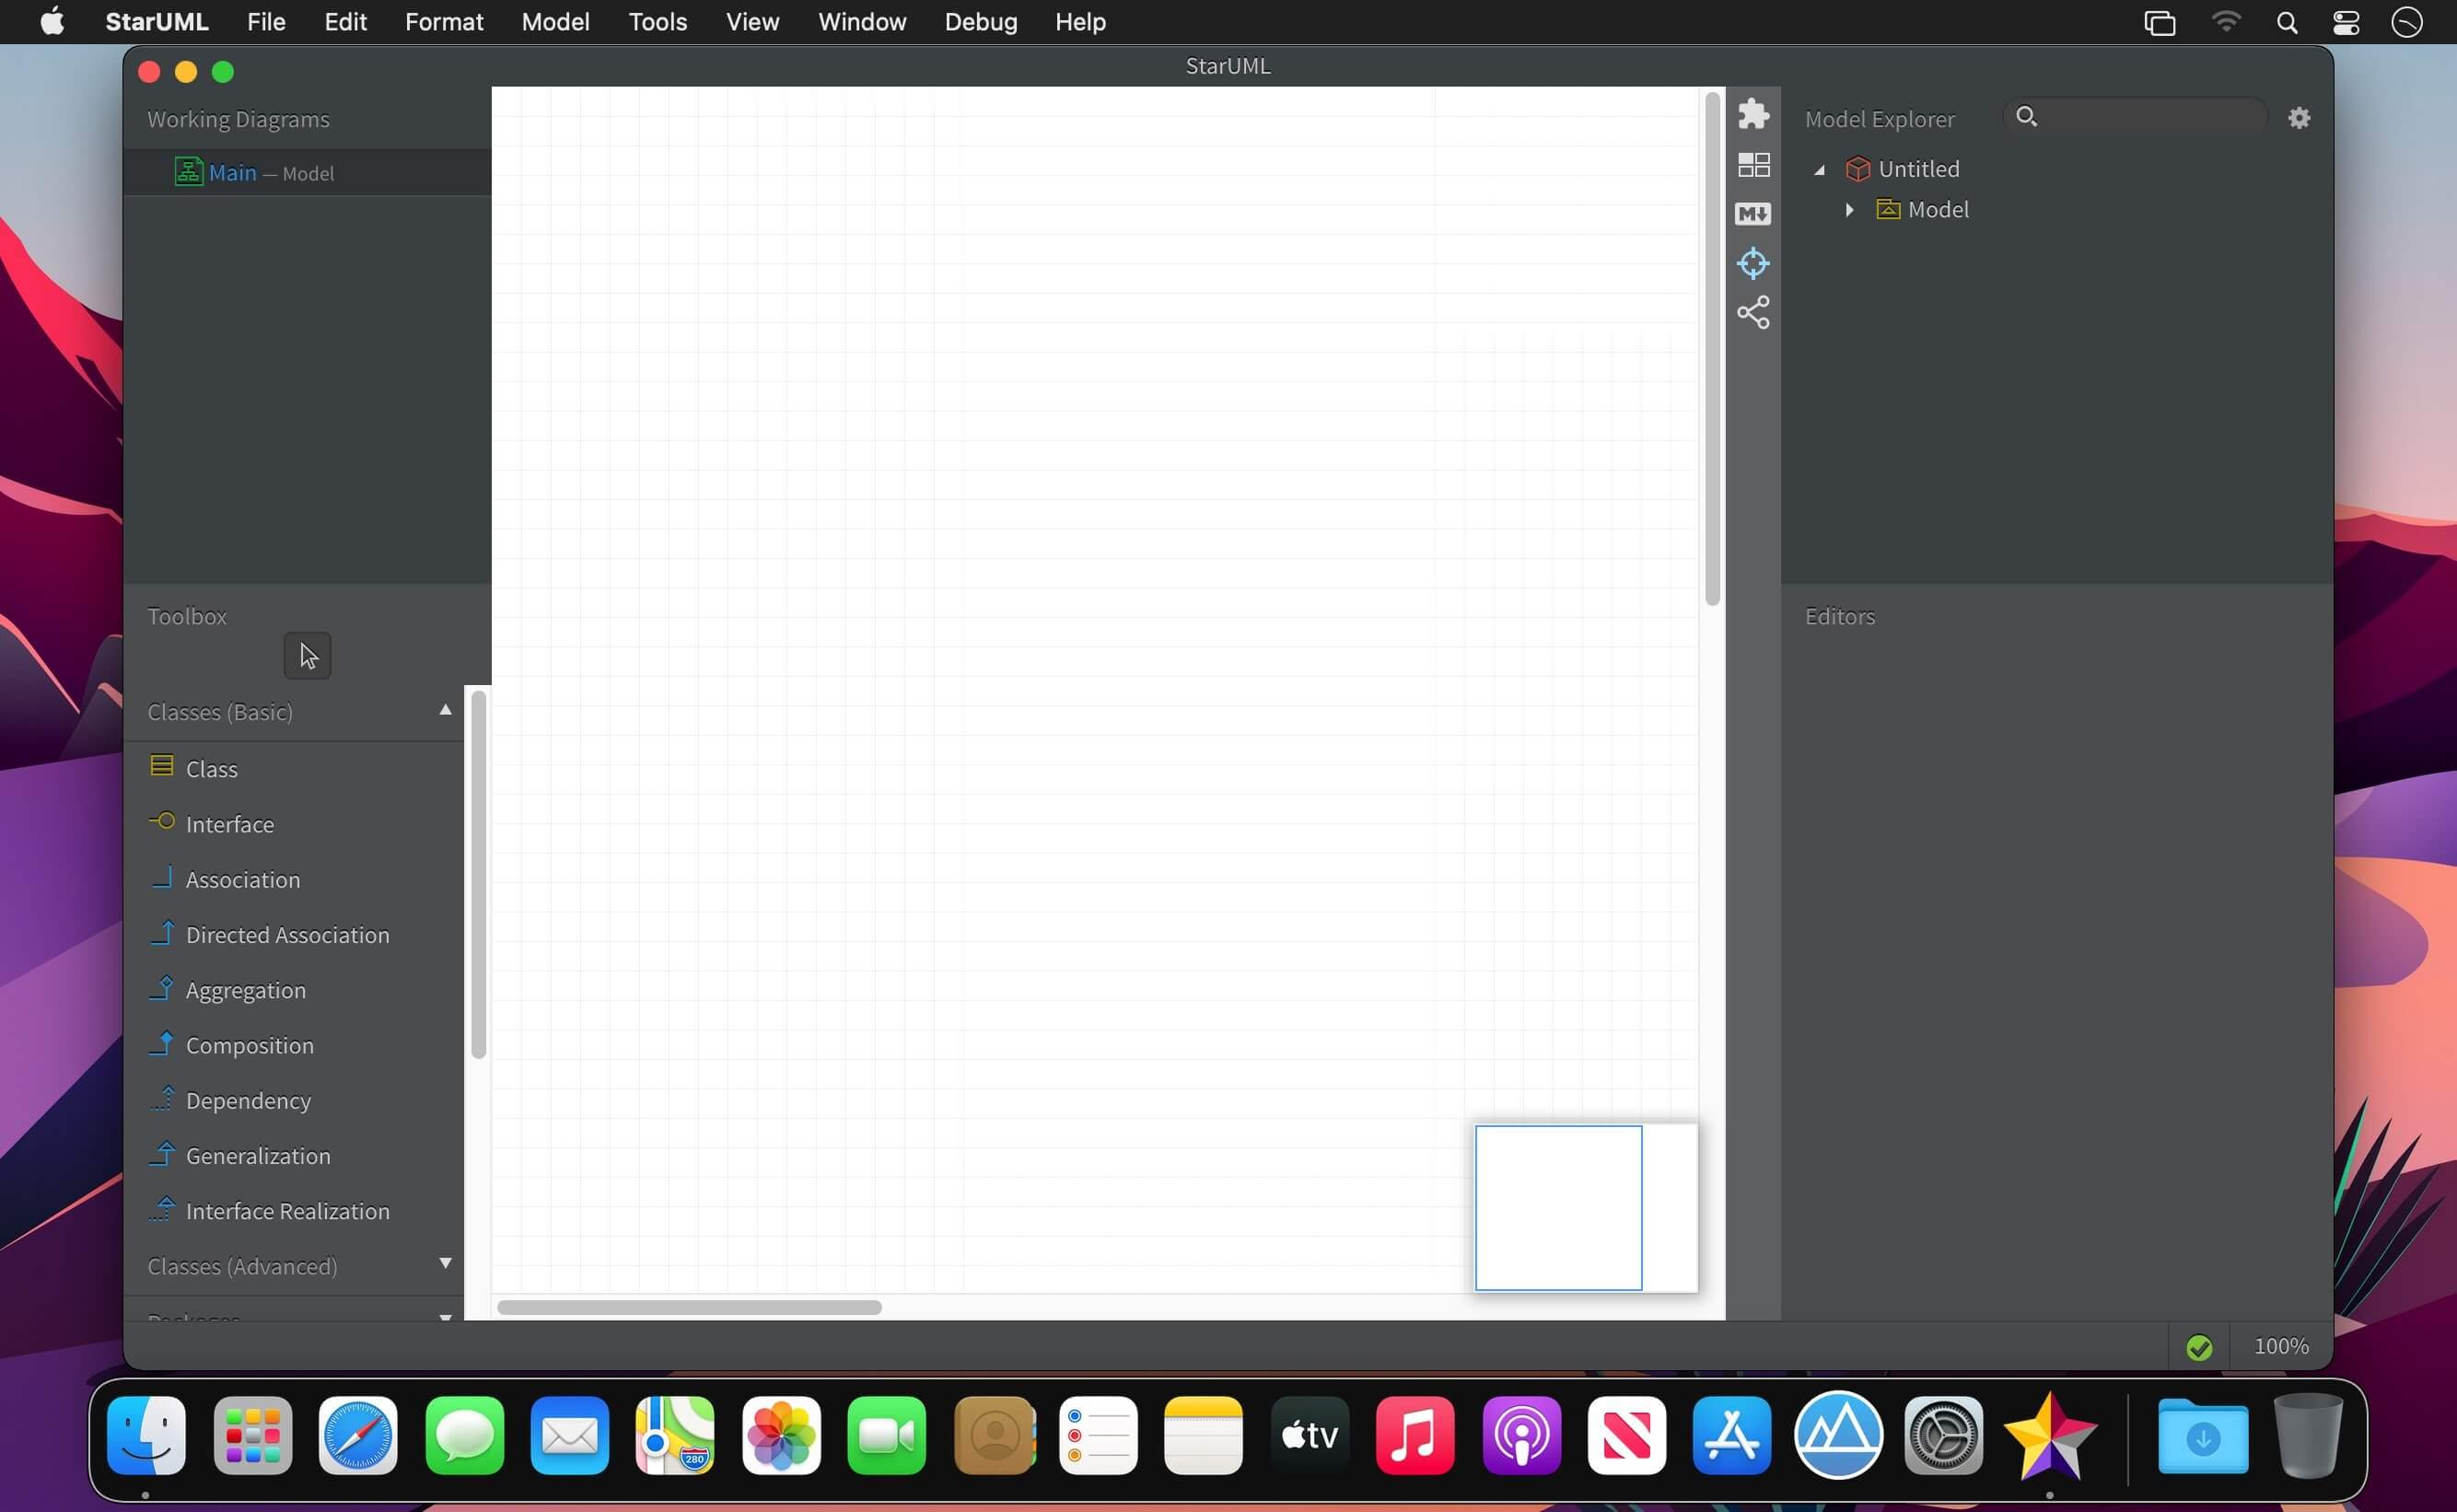 StarUML File Edit Format Model Tools View Window Debug Help
StarUML
Working Diagrams
Main — Model
Toolbox
Classes (Basic)
Class
Interface
Association
Directed Association
Aggregation
Composition
Dependency
Generalization
Interface Realization
Classes (Advanced)
Packages
M
Model Explorer
Untitled
Model
Editors
100%
280
tv